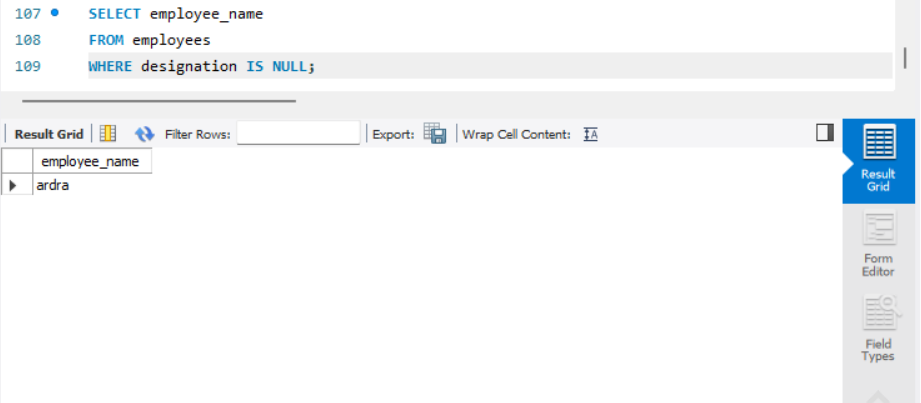 107 SELECT employee_name
108 FROM employees
109 WHERE designation IS NULL;
Result Grid Filter Rows: Export: Wrap Cell Content: IA
employee_name
ardra
Result
Grid
Form
Editor
Field
Types